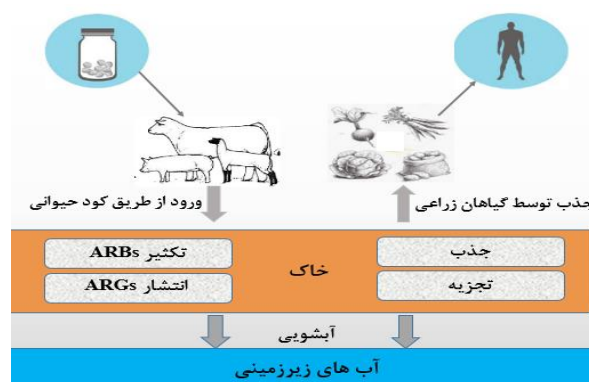 ورود از طریق کود حیوانی
جذب توسط گیاهان زراعی
تکثیر ARBs
انتشار ARGs
خاک
جذب
تجزیه
آبشویی
آب های زیرزمینی